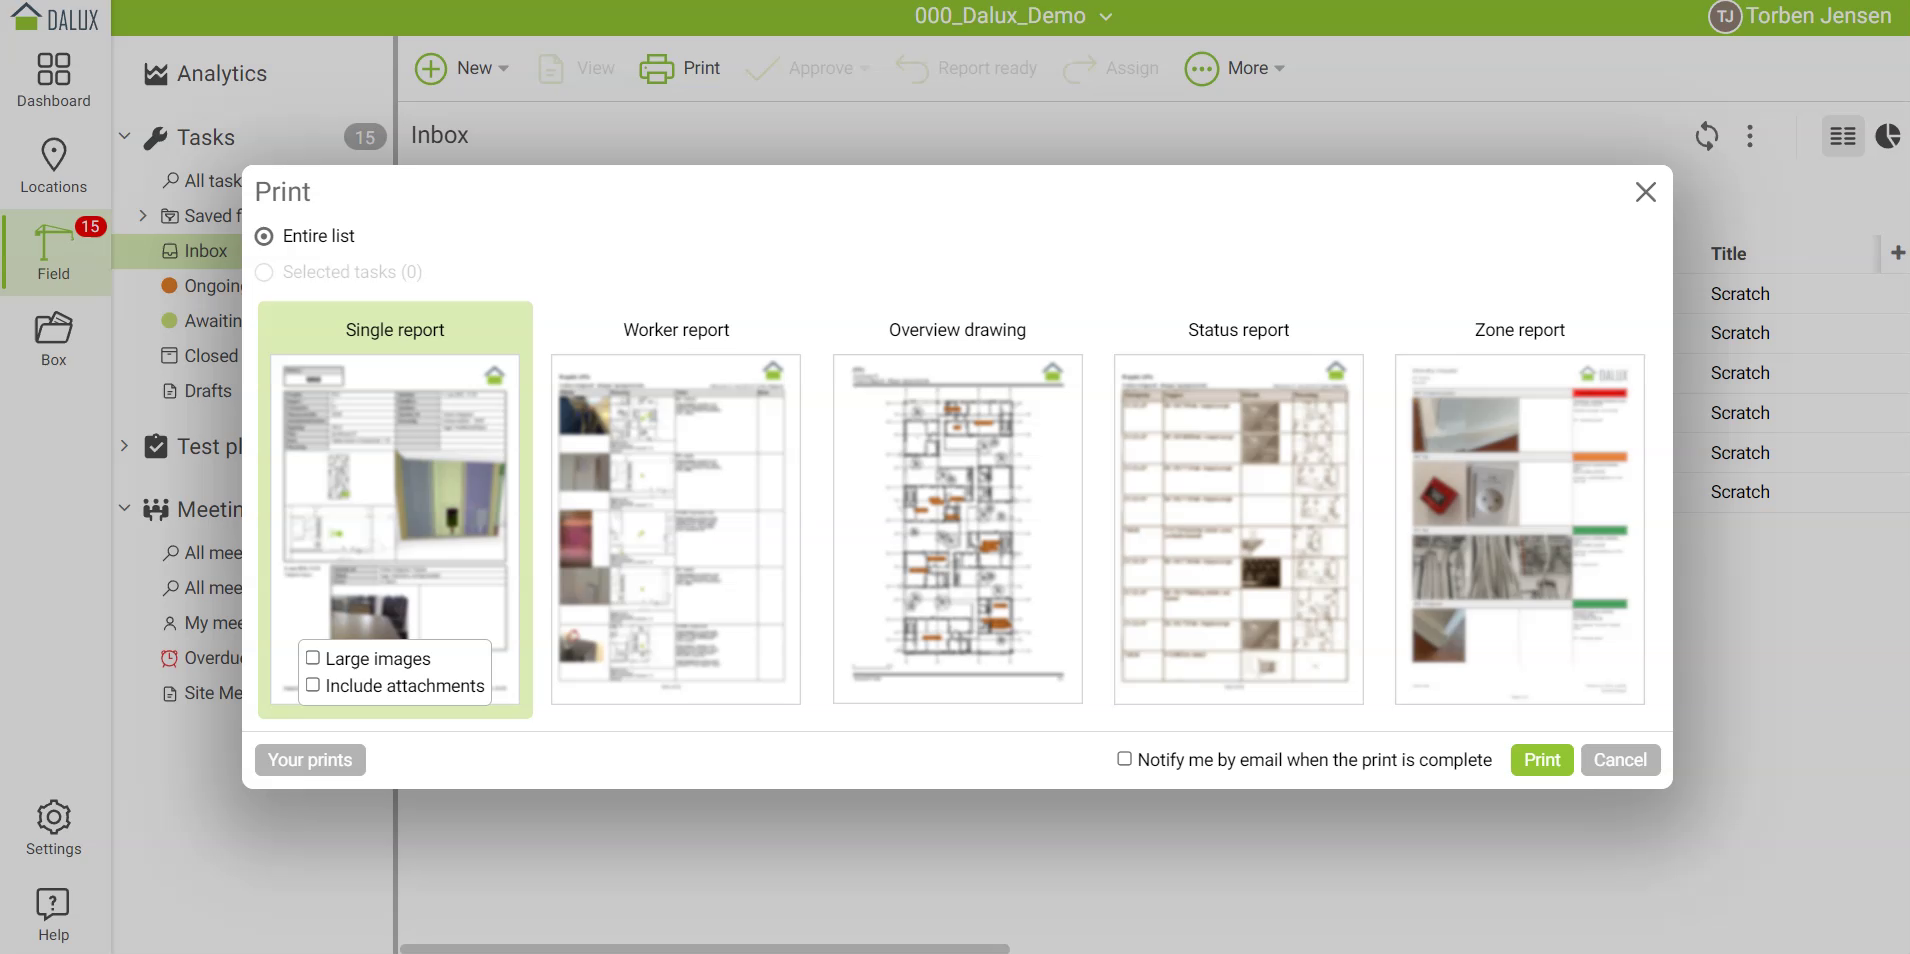 DALUX
000_Dalux_Demo
TJ Torben Jensen
Dashboard
Locations
15
Field
Box
Settings
Help
Analytics
Tasks 15
All task
Saved f
Inbox
Ongoin
Awaitin
Closed
Drafts
Test pl
Meetin
All mee
All mee
My mee
Overdu
Site Me
New View Print Approve Report ready Assign More
Inbox
Title
Scratch
Scratch
Scratch
Scratch
Scratch
Scratch
Print
Entire list
Selected tasks (0)
Single report Worker report Overview drawing Status report Zone report
DALUX
Large images
Include attachments
Your prints Notify me by email when the print is complete Print Cancel